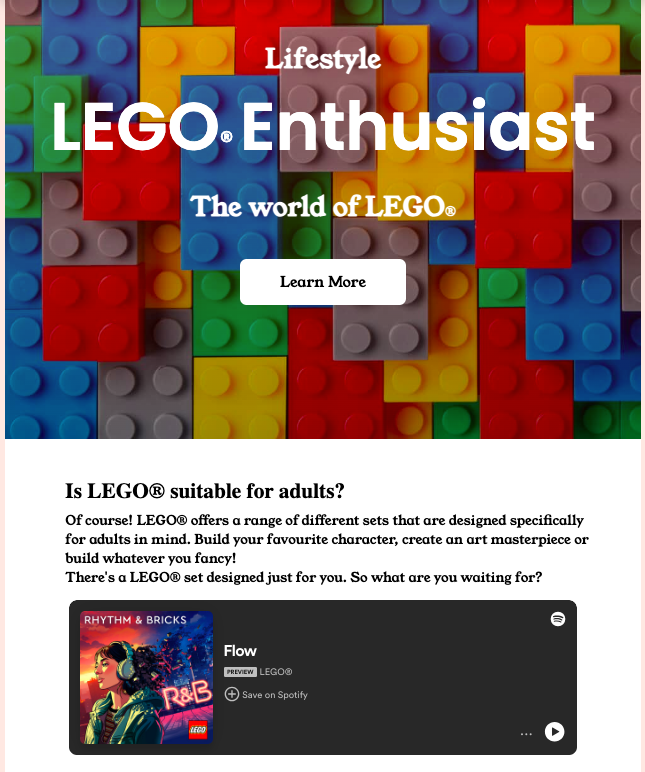 Lifestyle
LEGO® Enthusiast
The world of LEGO®
Learn More
Is LEGO® suitable for adults?
Of course! LEGO® offers a range of different sets that are designed specifically
for adults in mind. Build your favourite character, create an art masterpiece or
build whatever you fancy!
There's a LEGO® set designed just for you. So what are you waiting for?
RHYTHM & BRICKS
R&B
LEGO
Flow
PREVIEW LEGO®
Save on Spotify